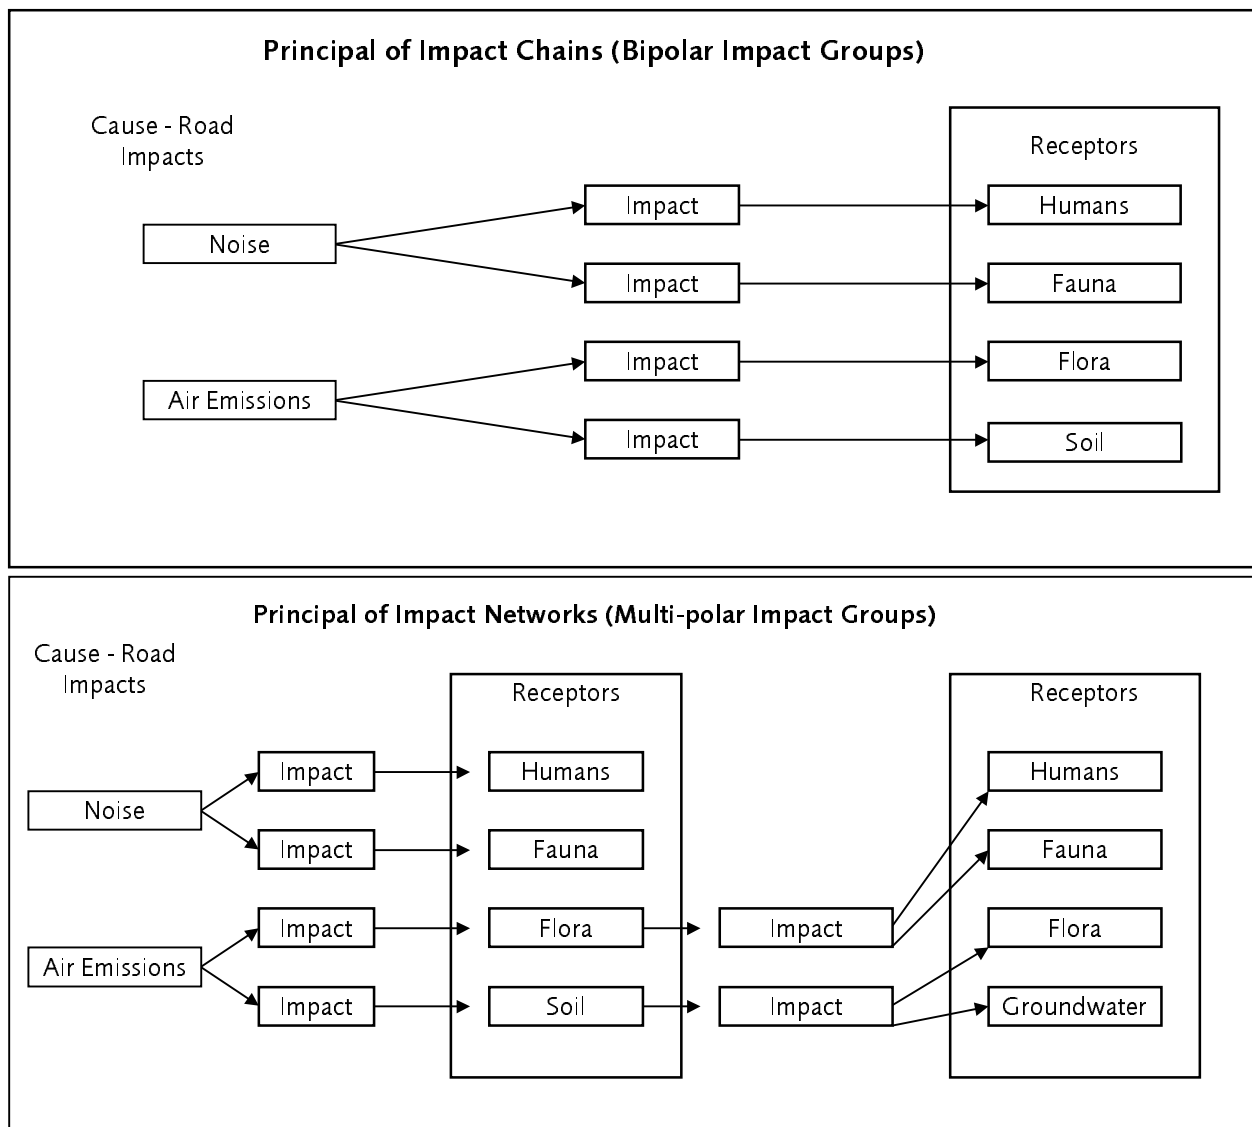 Principal of Impact Chains (Bipolar Impact Groups)
Cause - Road
Impacts
Receptors
Impact
Humans
Noise
Impact
Fauna
Impact
Flora
Air Emissions
Impact
Soil
Principal of Impact Networks (Multi-polar Impact Groups)
Cause - Road
Impacts
Receptors
Receptors
Impact
Humans
Humans
Noise
Impact
Fauna
Fauna
Impact
Flora
Impact
Flora
Air Emissions
Impact
Soil
Impact
Groundwater